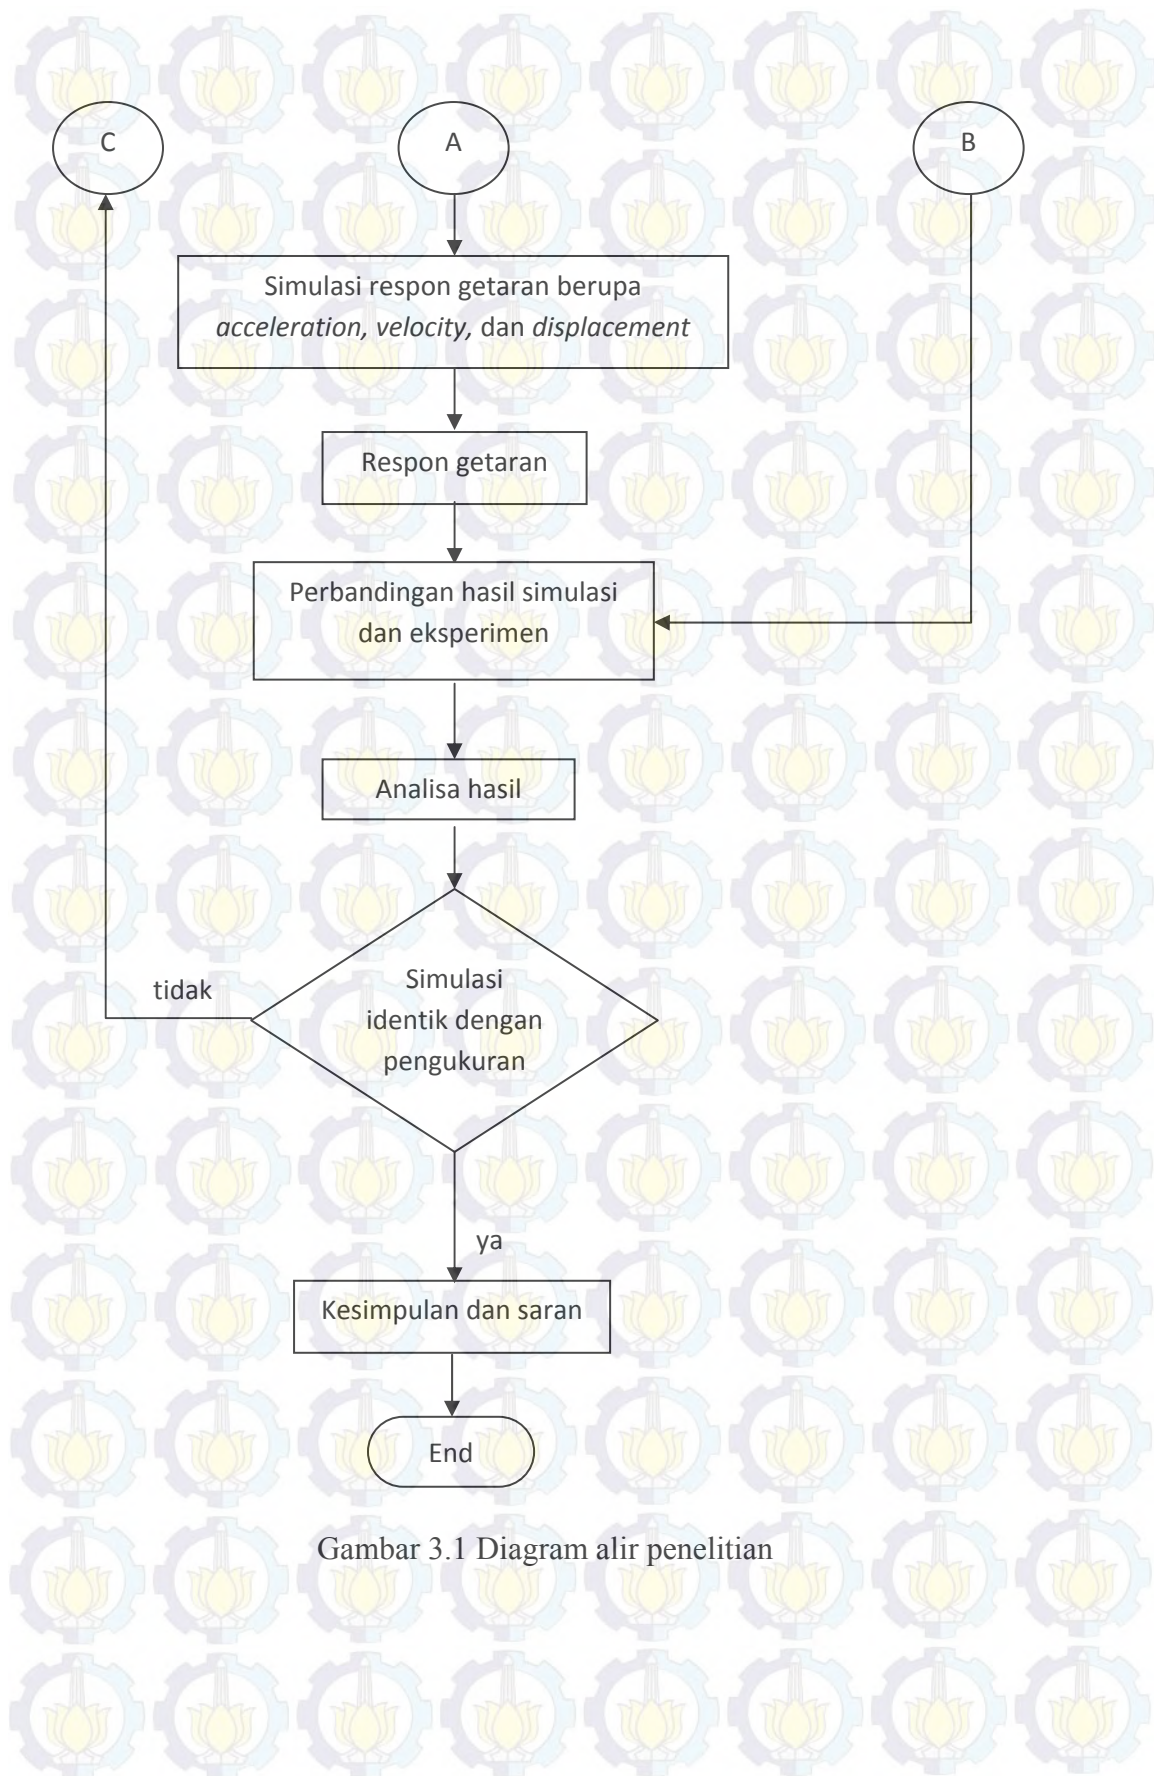 C
A
B
Simulasi respon getaran berupa
acceleration, velocity, dan displacement
Respon getaran
Perbandingan hasil simulasi
dan eksperimen
Analisa hasil
Simulasi
identik dengan
pengukuran
tidak
ya
Kesimpulan dan saran
End
Gambar 3.1 Diagram alir penelitian